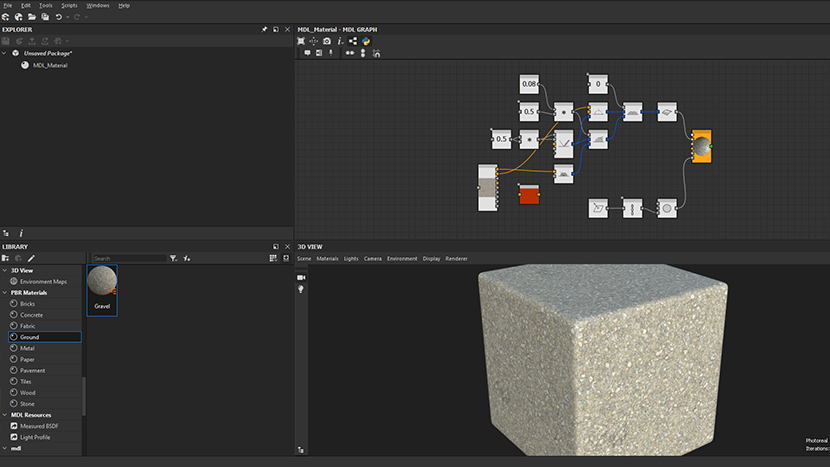 File Edit Tools Scripts Windows Help
EXPLORER
Unsaved Package*
MDL_Material
MDL_Material - MDL GRAPH
0.08
0
0.5
0.5
LIBRARY
Search
3D View
Environment Maps
PBR Materials
Bricks
Concrete
Fabric
Ground
Metal
Paper
Pavement
Tiles
Wood
Stone
MDL Resources
Measured BSDF
Light Profile
mdl
Gravel
3D VIEW
Scene Materials Lights Camera Environment Display Renderer
Photoreal
Iterations: